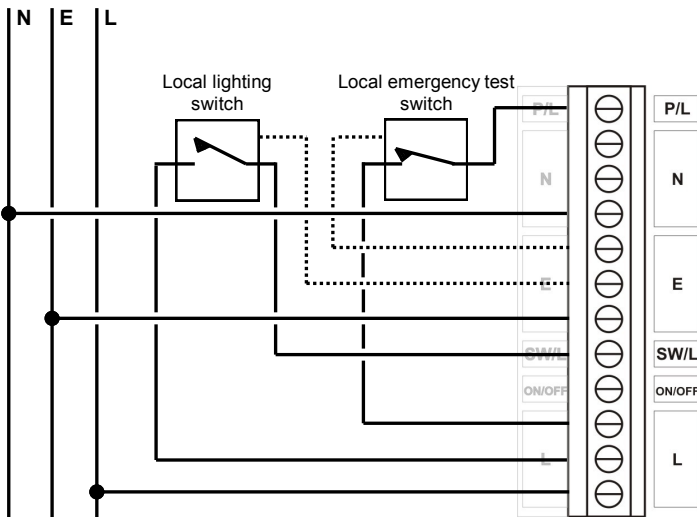 N E L
Local lighting
switch
Local emergency test
switch
P/L P/L
N N
E E
SW/L SW/L
ON/OFF ON/OFF
L L